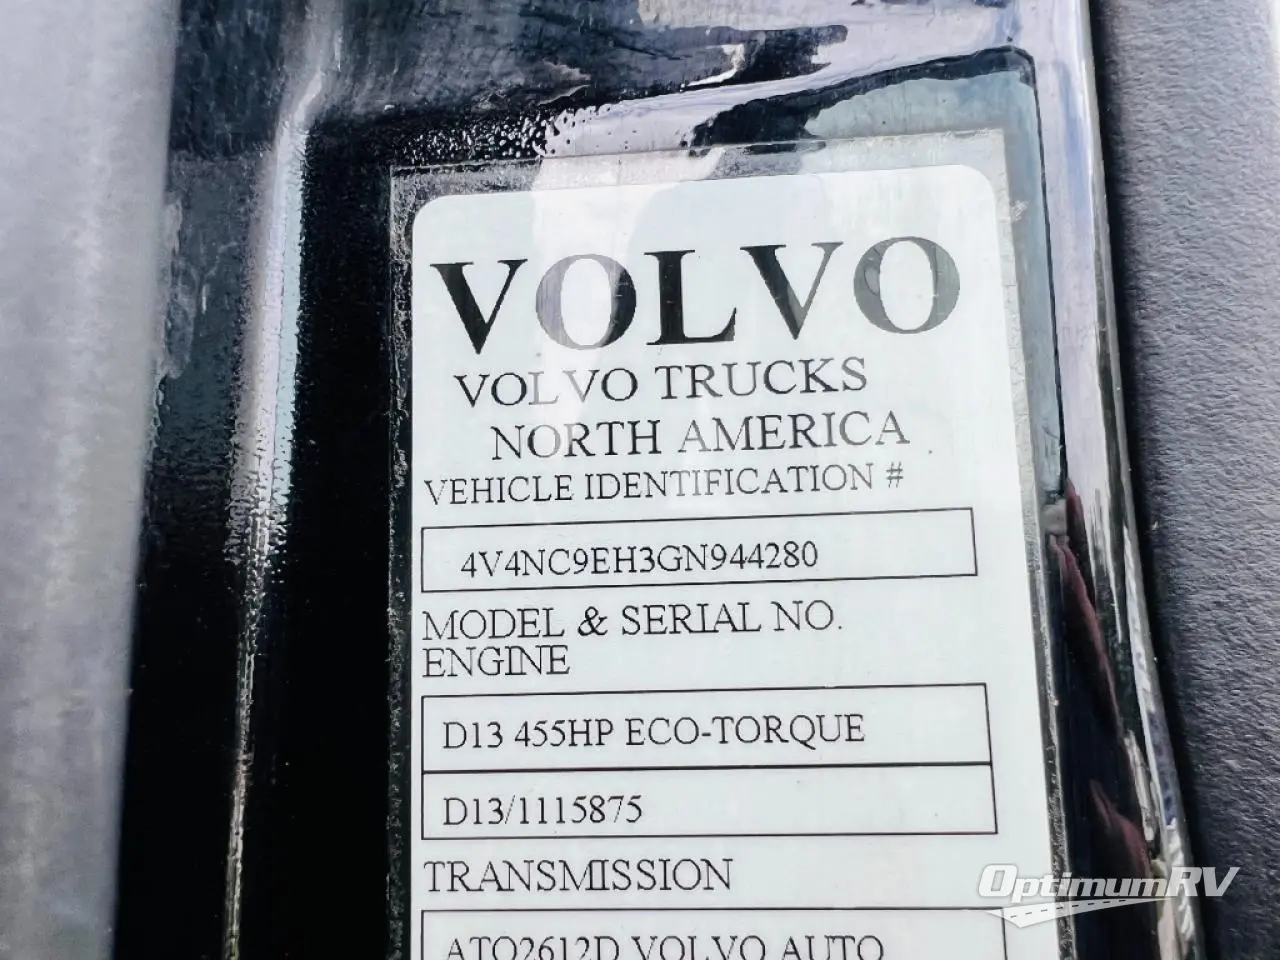 VOLVO
VOLVO TRUCKS
NORTH AMERICA
VEHICLE IDENTIFICATION #
4V4NC9EH3GN944280
MODEL & SERIAL NO.
ENGINE
D13 455HP ECO-TORQUE
D13/1115875
TRANSMISSION
ATO2612D VOLVO AUTO
OptimumRV